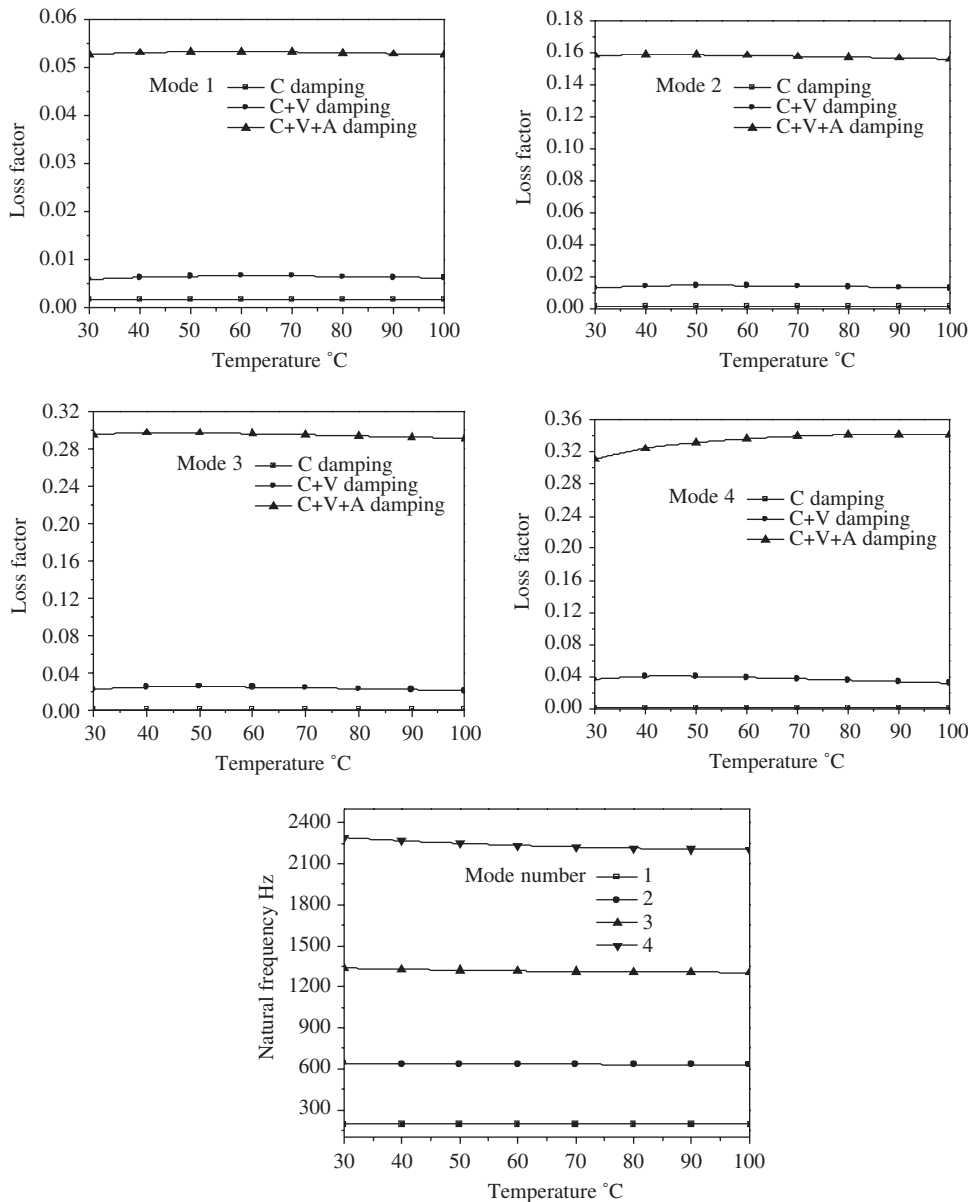 0.06
0.05
0.04
0.03
0.02
0.01
0.00
Loss factor
Mode 1
C damping
C+V damping
C+V+A damping
30 40 50 60 70 80 90 100
Temperature ˚C
0.18
0.16
0.14
0.12
0.10
0.08
0.06
0.04
0.02
0.00
Loss factor
Mode 2
C damping
C+V damping
C+V+A damping
30 40 50 60 70 80 90 100
Temperature ˚C
0.32
0.28
0.24
0.20
0.16
0.12
0.08
0.04
0.00
Loss factor
Mode 3
C damping
C+V damping
C+V+A damping
30 40 50 60 70 80 90 100
Temperature ˚C
0.36
0.32
0.28
0.24
0.20
0.16
0.12
0.08
0.04
0.00
Loss factor
Mode 4
C damping
C+V damping
C+V+A damping
30 40 50 60 70 80 90 100
Temperature ˚C
2400
2100
1800
1500
1200
900
600
300
Natural frequency Hz
Mode number
1
2
3
4
30 40 50 60 70 80 90 100
Temperature ˚C